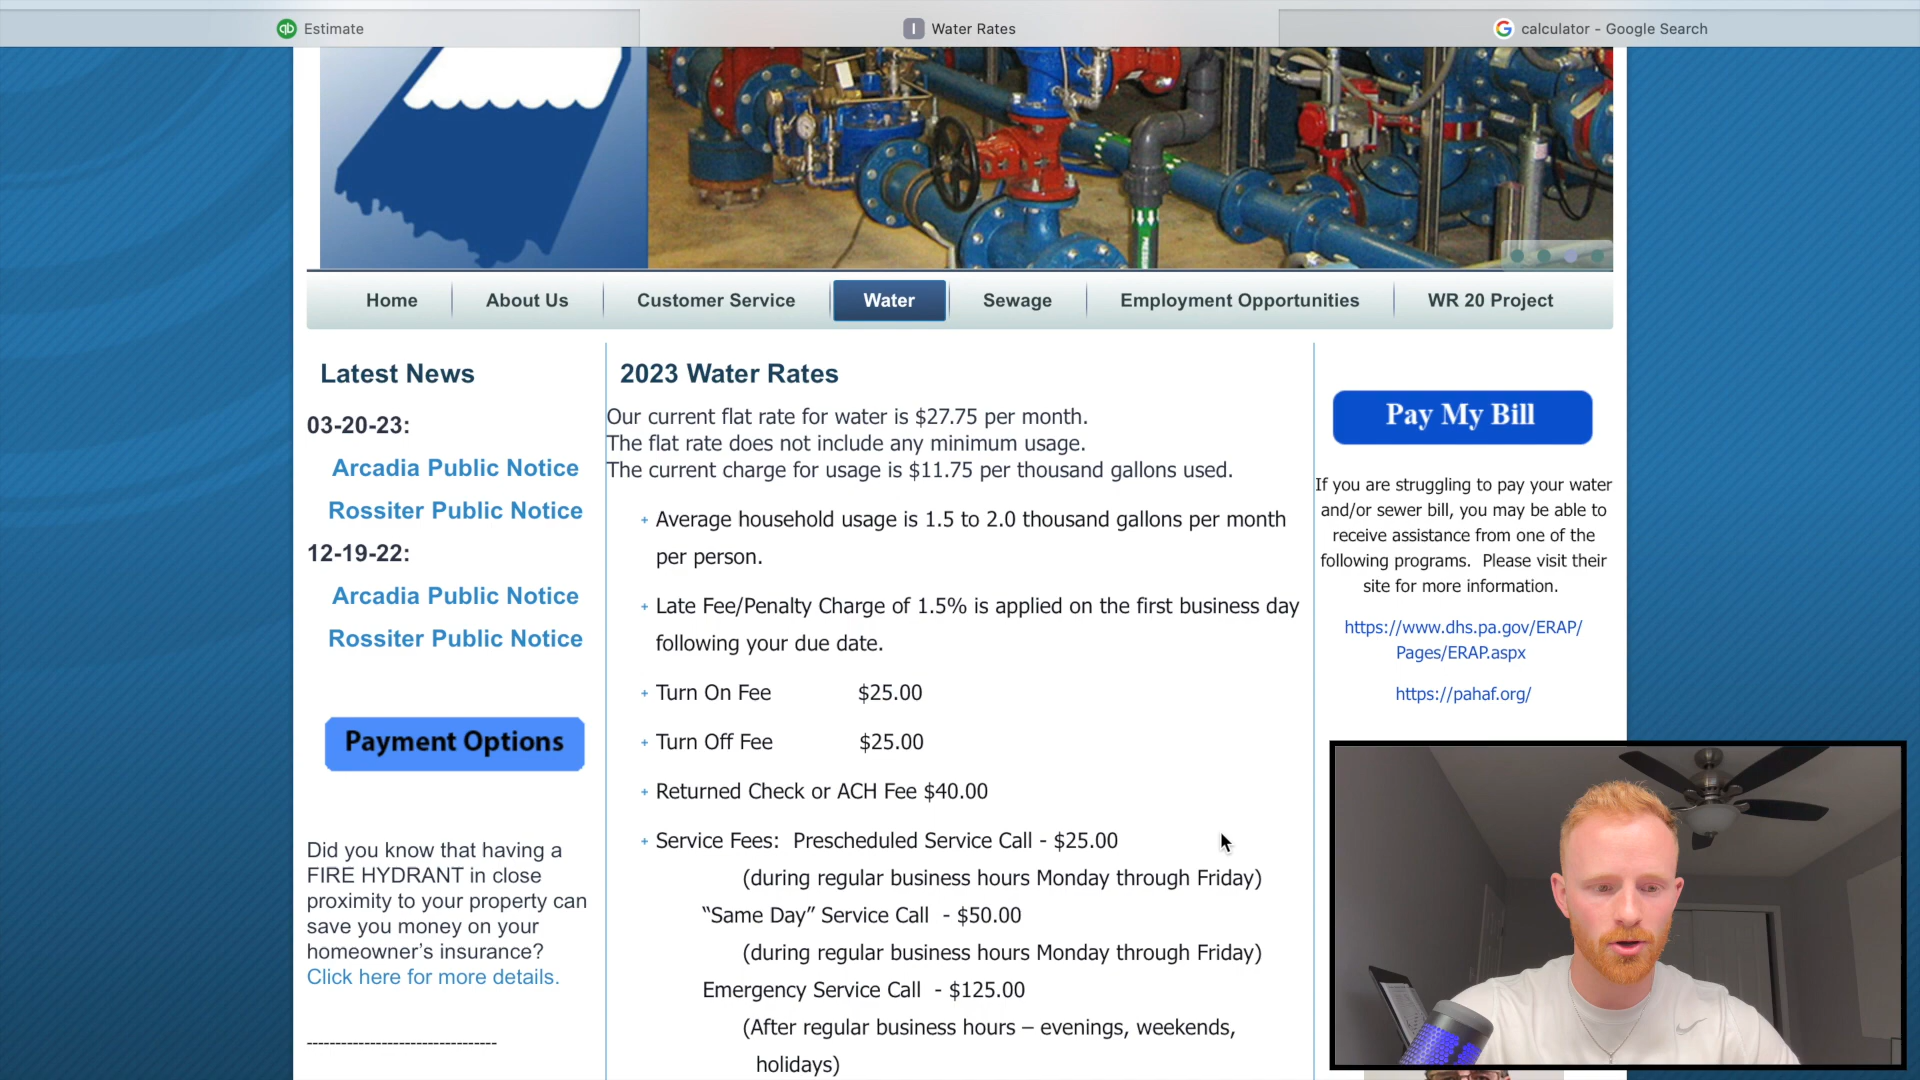 Estimate
Water Rates
calculator - Google Search
Home
About Us
Customer Service
Water
Sewage
Employment Opportunities
WR 20 Project
Latest News
03-20-23:
Arcadia Public Notice
Rossiter Public Notice
12-19-22:
Arcadia Public Notice
Rossiter Public Notice
Payment Options
Did you know that having a
FIRE HYDRANT in close
proximity to your property can
save you money on your
homeowner’s insurance?
Click here for more details.
---------------------------------
2023 Water Rates
Our current flat rate for water is $27.75 per month.
The flat rate does not include any minimum usage.
The current charge for usage is $11.75 per thousand gallons used.
Average household usage is 1.5 to 2.0 thousand gallons per month
per person.
Late Fee/Penalty Charge of 1.5% is applied on the first business day
following your due date.
Turn On Fee $25.00
Turn Off Fee $25.00
Returned Check or ACH Fee $40.00
Service Fees: Prescheduled Service Call - $25.00
(during regular business hours Monday through Friday)
“Same Day” Service Call - $50.00
(during regular business hours Monday through Friday)
Emergency Service Call - $125.00
(After regular business hours – evenings, weekends,
holidays)
Pay My Bill
If you are struggling to pay your water
and/or sewer bill, you may be able to
receive assistance from one of the
following programs. Please visit their
site for more information.
https://www.dhs.pa.gov/ERAP/
Pages/ERAP.aspx
https://pahaf.org/